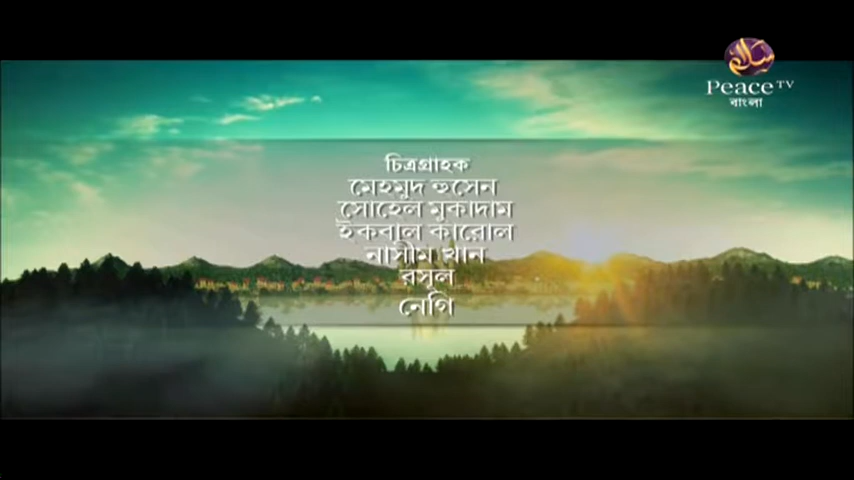 Peace TV
বাংলা
চিত্রগ্রাহক
মেহমুদ হুসেন
সোহেল মুকাদাম
ইকবাল কারোল
নাসীম খান
রসূল
নেগি